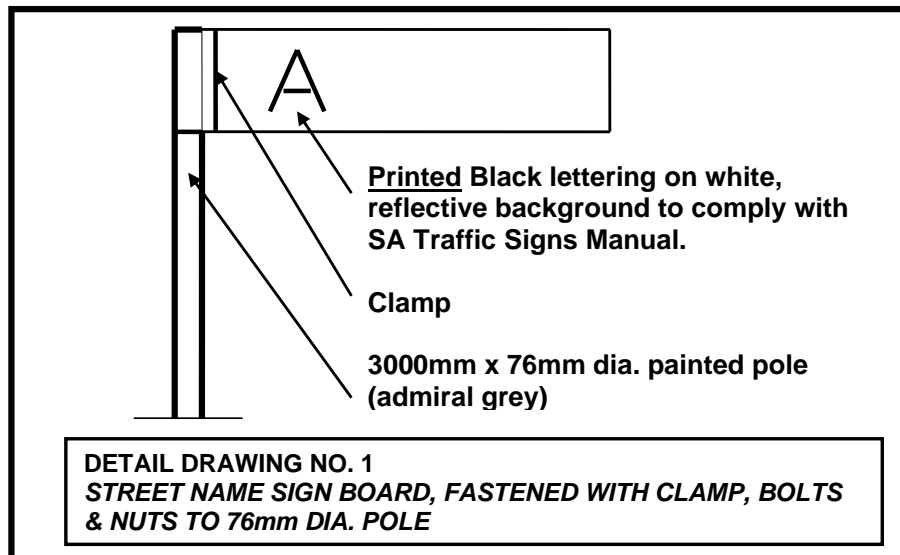 A
Printed Black lettering on white,
reflective background to comply with
SA Traffic Signs Manual.
Clamp
3000mm x 76mm dia. painted pole
(admiral grey)
DETAIL DRAWING NO. 1
STREET NAME SIGN BOARD, FASTENED WITH CLAMP, BOLTS
& NUTS TO 76mm DIA. POLE